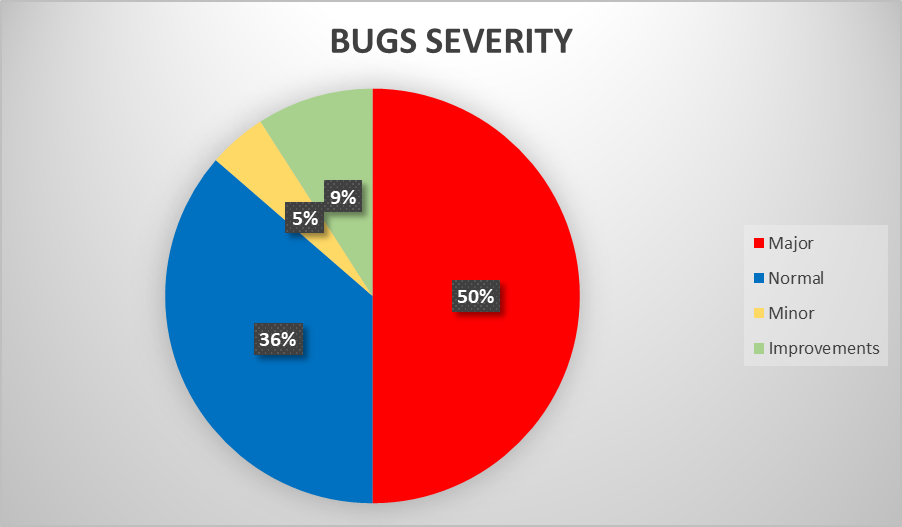 BUGS SEVERITY
9%
5%
50%
36%
Major
Normal
Minor
Improvements